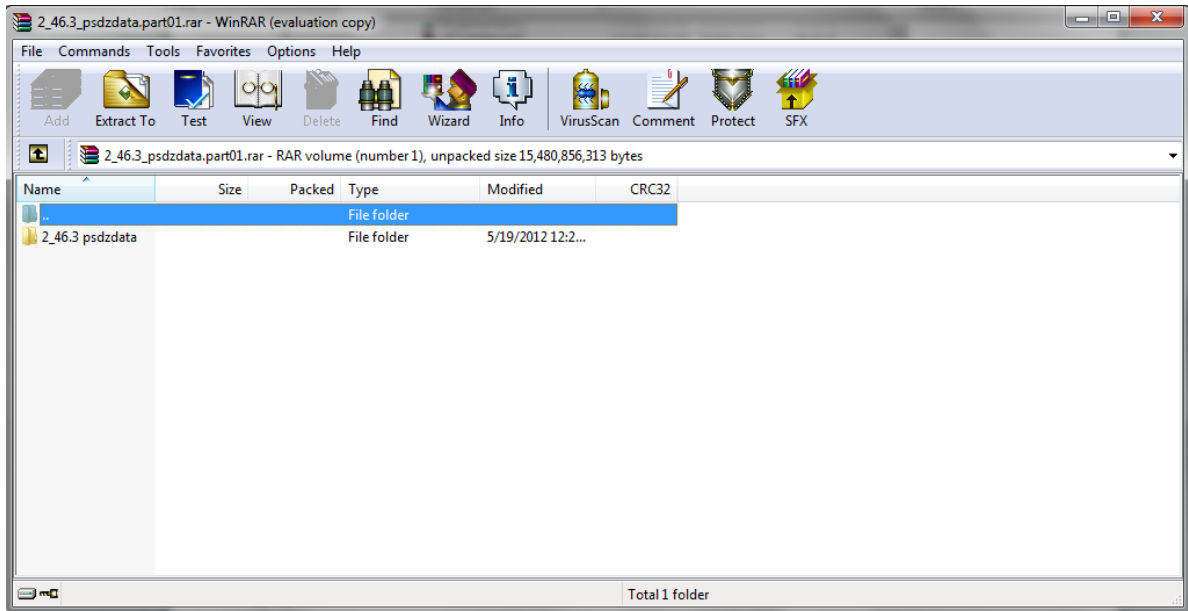 2_46.3_psdzdata.part01.rar - WinRAR (evaluation copy)
File Commands Tools Favorites Options Help
Add Extract To Test View Delete Find Wizard Info VirusScan Comment Protect SFX
2_46.3_psdzdata.part01.rar - RAR volume (number 1), unpacked size 15,480,856,313 bytes
Name Size Packed Type Modified CRC32
.. File folder
2_46.3 psdzdata File folder 5/19/2012 12:2...
Total 1 folder